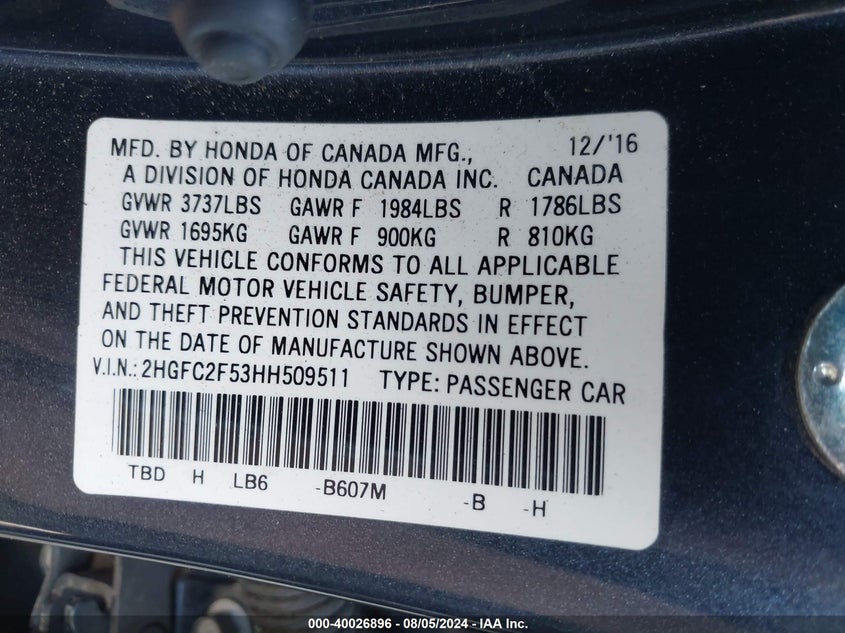 MFD. BY HONDA OF CANADA MFG., 12/'16
A DIVISION OF HONDA CANADA INC. CANADA
GVWR 3737LBS GAWR F 1984LBS R 1786LBS
GVWR 1695KG GAWR F 900KG R 810KG
THIS VEHICLE CONFORMS TO ALL APPLICABLE
FEDERAL MOTOR VEHICLE SAFETY, BUMPER,
AND THEFT PREVENTION STANDARDS IN EFFECT
ON THE DATE OF MANUFACTURE SHOWN ABOVE.
V.I.N.: 2HGFC2F53HH509511 TYPE: PASSENGER CAR
TBD H LB6 -B607M -B -H
000-40026896 - 08/05/2024 - IAA Inc.